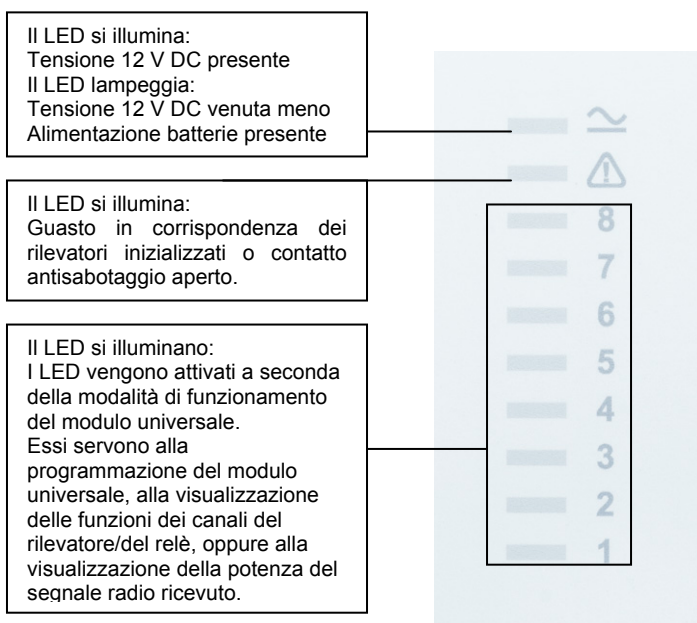 Il LED si illumina:
Tensione 12 V DC presente
Il LED lampeggia:
Tensione 12 V DC venuta meno
Alimentazione batterie presente
Il LED si illumina:
Guasto in corrispondenza dei
rilevatori inizializzati o contatto
antisabotaggio aperto.
Il LED si illuminano:
I LED vengono attivati a seconda
della modalità di funzionamento
del modulo universale.
Essi servono alla
programmazione del modulo
universale, alla visualizzazione
delle funzioni dei canali del
rilevatore/del relè, oppure alla
visualizzazione della potenza del
segnale radio ricevuto.
8
7
6
5
4
3
2
1